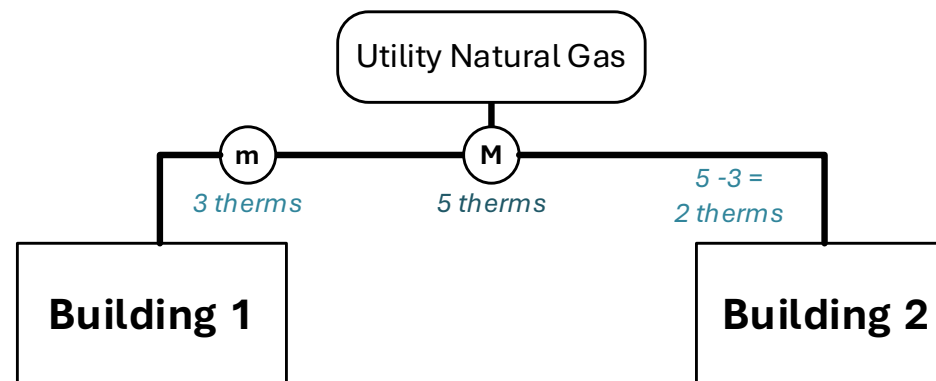 Utility Natural Gas
m
M
3 therms
5 therms
5 -3 =
2 therms
Building 1
Building 2